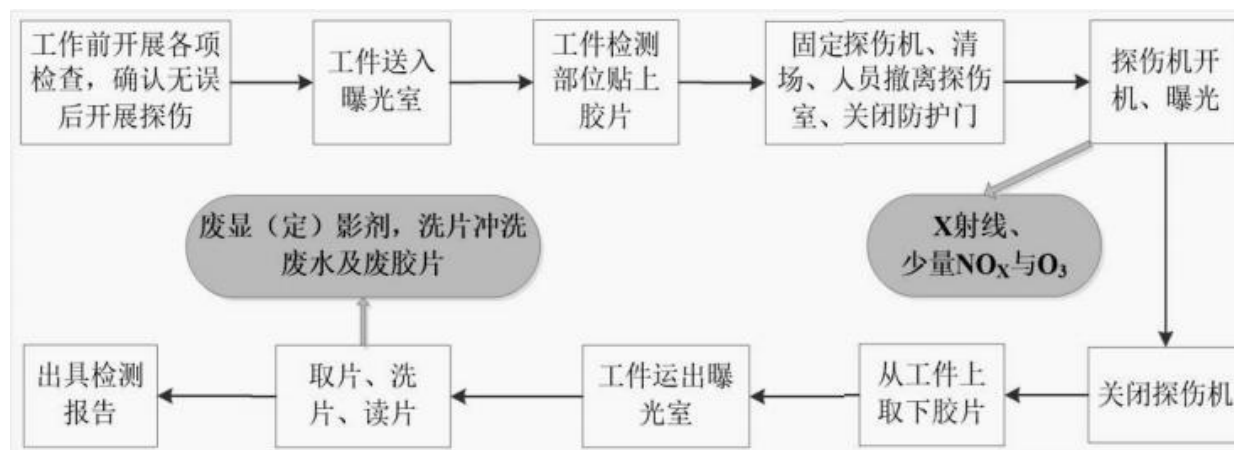 工作前开展各项
检查，确认无误
后开展探伤
工件送入
曝光室
工件检测
部位贴上
胶片
固定探伤机、清
场、人员撤离探伤
室、关闭防护门
探伤机开
机、曝光
废显（定）影剂，洗片冲洗
废水及废胶片
X射线、
少量NOX与O3
出具检测
报告
取片、洗
片、读片
工件运出曝
光室
从工件上
取下胶片
关闭探伤机